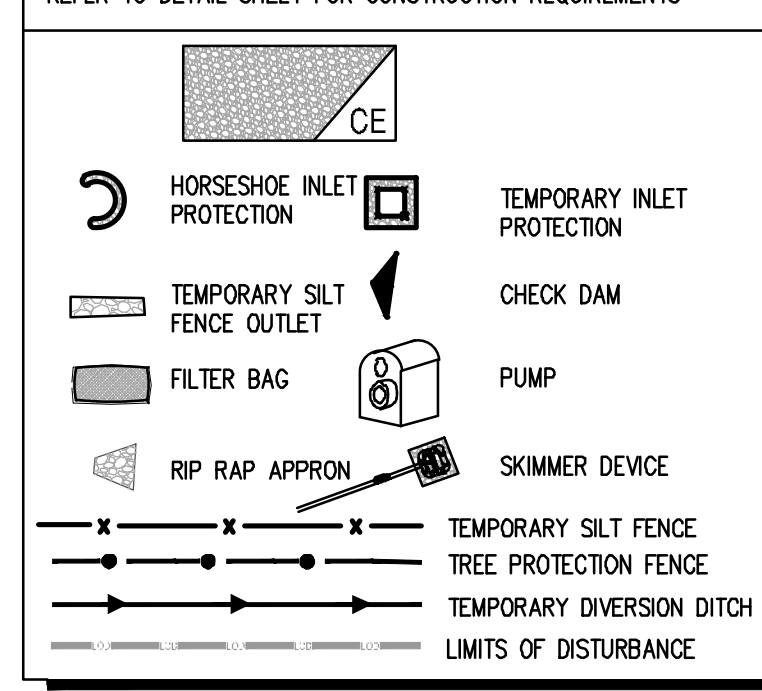 REFER TO DETAIL SHEET FOR CONSTRUCTION REQUIREMENTS
CE
HORSESHOE INLET
PROTECTION
TEMPORARY INLET
PROTECTION
TEMPORARY SILT
FENCE OUTLET
CHECK DAM
FILTER BAG
PUMP
RIP RAP APPRON
SKIMMER DEVICE
TEMPORARY SILT FENCE
TREE PROTECTION FENCE
TEMPORARY DIVERSION DITCH
LIMITS OF DISTURBANCE